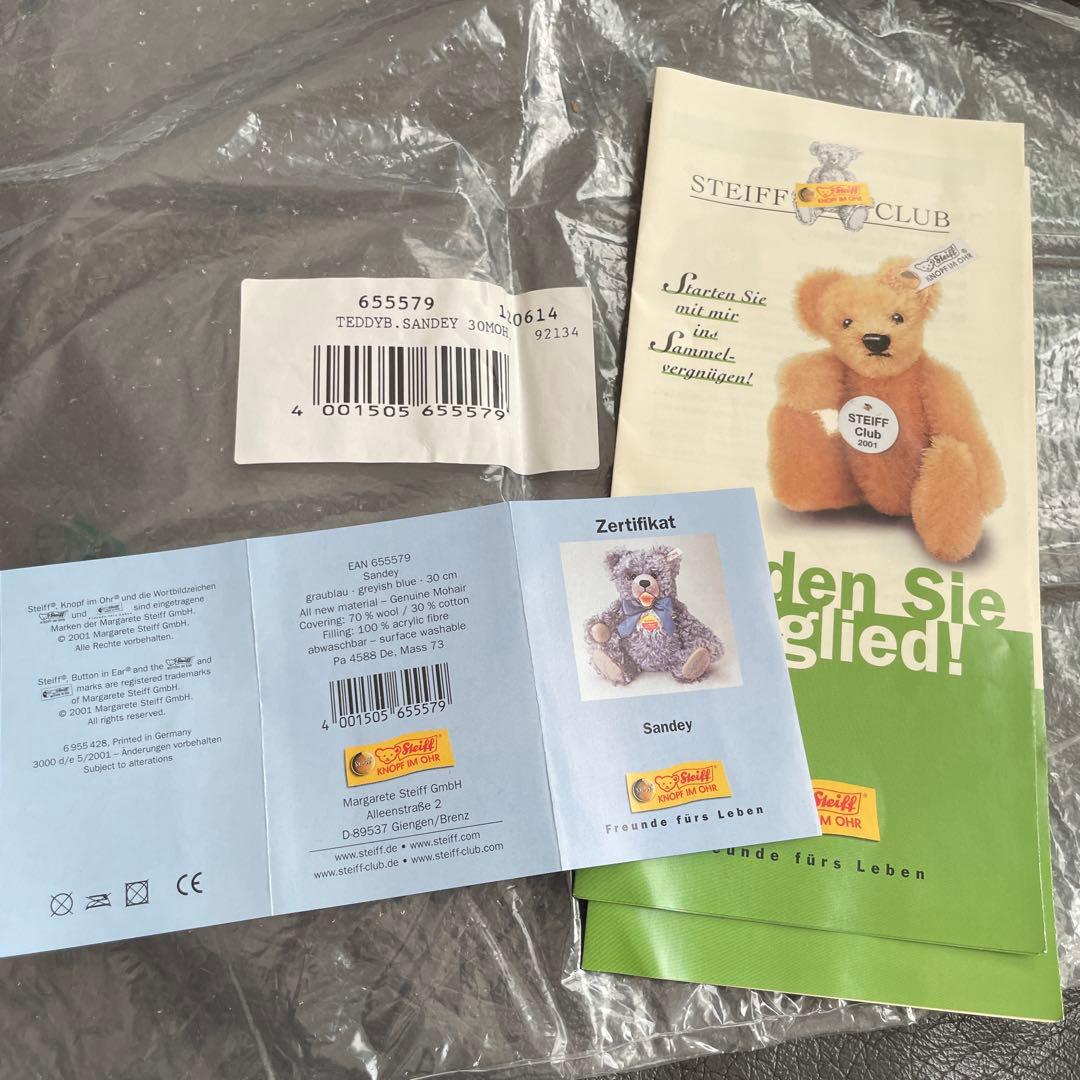 STEIFF CLUB
Steiff
KNOPF IM OHR
Steiff®
KNOPF IM OHR
Starten Sie
mit mir
ins
Sammel-
vergnügen!
STEIFF
Club
2001
den Sie
glied!
Steiff®
M OHR
unde fürs Leben
655579
0614
TEDDYB.SANDEY 30MOH.
92134
4 001505 655579
Steiff®, Knopf im Ohr® und die Wortbildzeichen
und sind eingetragene
Marken der Margarete Steiff GmbH.
© 2001 Margarete Steiff GmbH.
Alle Rechte vorbehalten.
Steiff®, Button in Ear® and the and
marks are registered trademarks
of Margarete Steiff GmbH.
© 2001 Margarete Steiff GmbH.
All rights reserved.
6 955 428, Printed in Germany
3000 d/e 5/2001 – Änderungen vorbehalten
Subject to alterations
CE
EAN 655579
Sandey
graublau · greyish blue · 30 cm
All new material – Genuine Mohair
Covering: 70 % wool / 30 % cotton
Filling: 100 % acrylic fibre
abwaschbar – surface washable
Pa 4588 De, Mass 73
4 001505 655579
Steiff®
KNOPF IM OHR
Margarete Steiff GmbH
Alleenstraße 2
D-89537 Giengen/Brenz
www.steiff.de • www.steiff.com
www.steiff-club.de • www.steiff-club.com
Zertifikat
Sandey
Steiff®
KNOPF IM OHR
Freunde fürs Leben